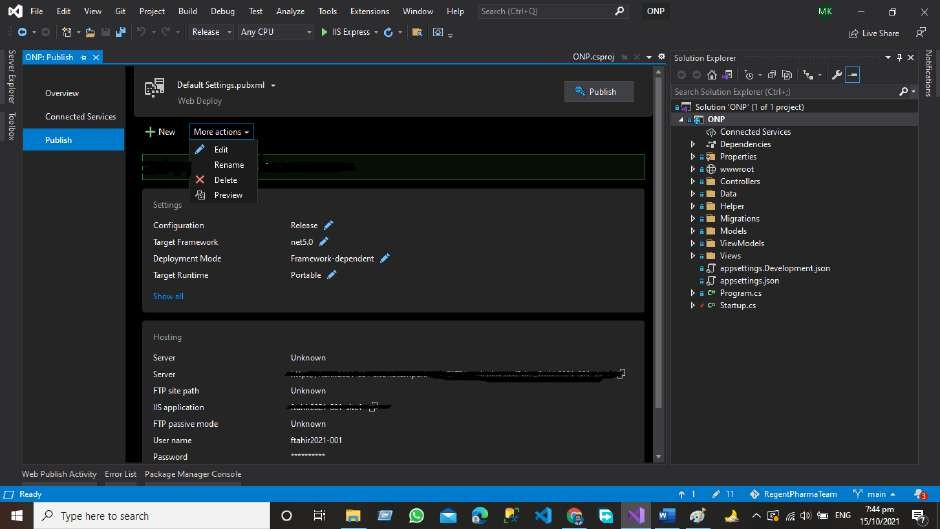 File Edit View Git Project Build Debug Test Analyze Tools Extensions Window Help Search (Ctrl+Q) ONP MK
Release Any CPU IIS Express Live Share
Server Explorer
Toolbox
ONP: Publish ONP.csproj
Overview
Connected Services
Publish
Default Settings.pubxml
Web Deploy
Publish
New More actions
Edit
Rename
Delete
Preview
Settings
Configuration Release
Target Framework net5.0
Deployment Mode Framework-dependent
Target Runtime Portable
Show all
Hosting
Server Unknown
Server
FTP site path Unknown
IIS application
FTP passive mode Unknown
User name ftahir2021-001
Password **********
Solution Explorer
Search Solution Explorer (Ctrl+;)
Solution 'ONP' (1 of 1 project)
ONP
Connected Services
Dependencies
Properties
wwwroot
Controllers
Data
Helper
Migrations
Models
ViewModels
Views
appsettings.Development.json
appsettings.json
Program.cs
Startup.cs
Notifications
Web Publish Activity Error List Package Manager Console
Ready 1 11 RegentPharmaTeam main
Type here to search
ENG 7:44 pm
15/10/2021